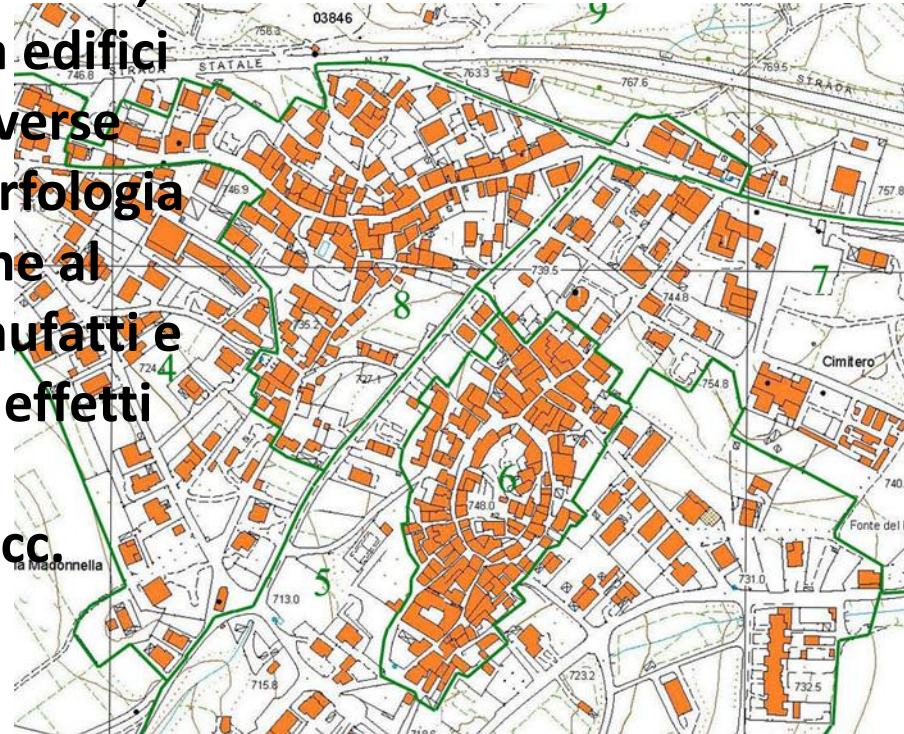 n edifici
verse
rfologia
ne al
nufatti e
effetti
cc.
03846
9
756.3
746.8
STRADA STATALE N 17
763.3
767.6
769.5
STRADA
746.9
757.8
739.5
7
8
744.8
735.2
724
4
727.1
Cimitero
754.8
6
748.0
740.
Fonte del
la Madonnella
5
713.0
731.0
715.8
723.2
732.5